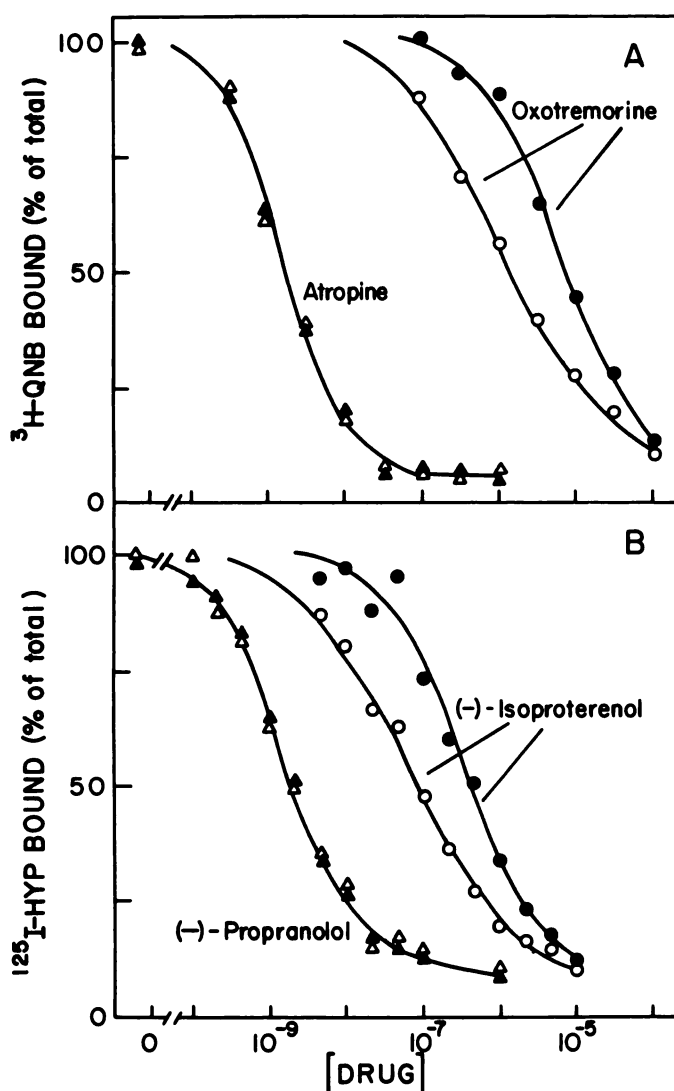 A
³H-QNB BOUND (% of total)
100
50
0
Oxotremorine
Atropine
B
¹²⁵I-HYP BOUND (% of total)
100
50
0
(–)-Isoproterenol
(–)-Propranolol
0 10⁻⁹ 10⁻⁷ 10⁻⁵
[DRUG]